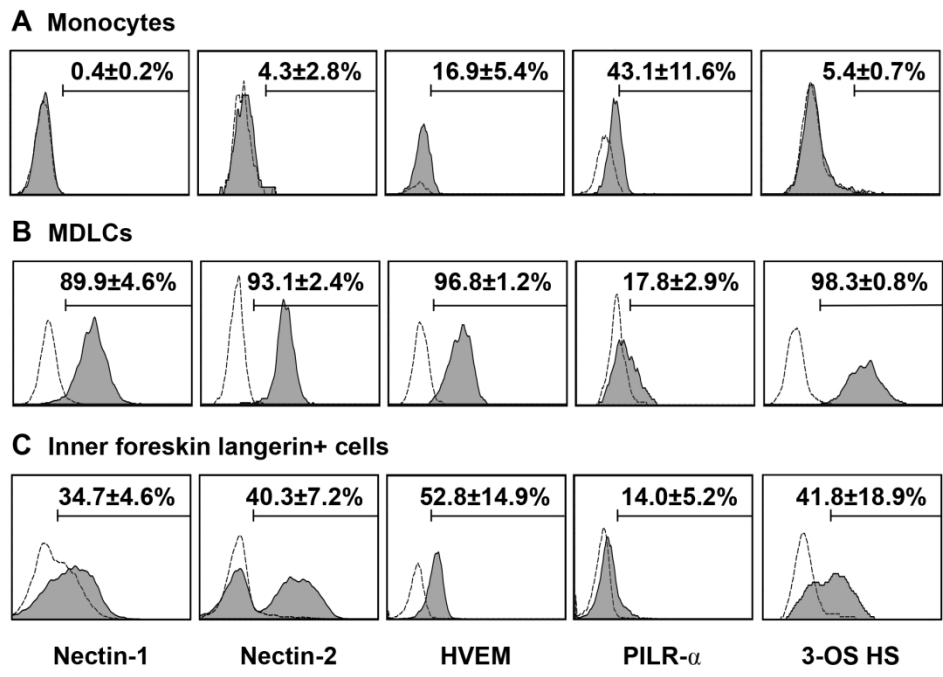 A Monocytes
0.4±0.2% 4.3±2.8% 16.9±5.4% 43.1±11.6% 5.4±0.7%
B MDLCs
89.9±4.6% 93.1±2.4% 96.8±1.2% 17.8±2.9% 98.3±0.8%
C Inner foreskin langerin+ cells
34.7±4.6% 40.3±7.2% 52.8±14.9% 14.0±5.2% 41.8±18.9%
Nectin-1 Nectin-2 HVEM PILR-α 3-OS HS